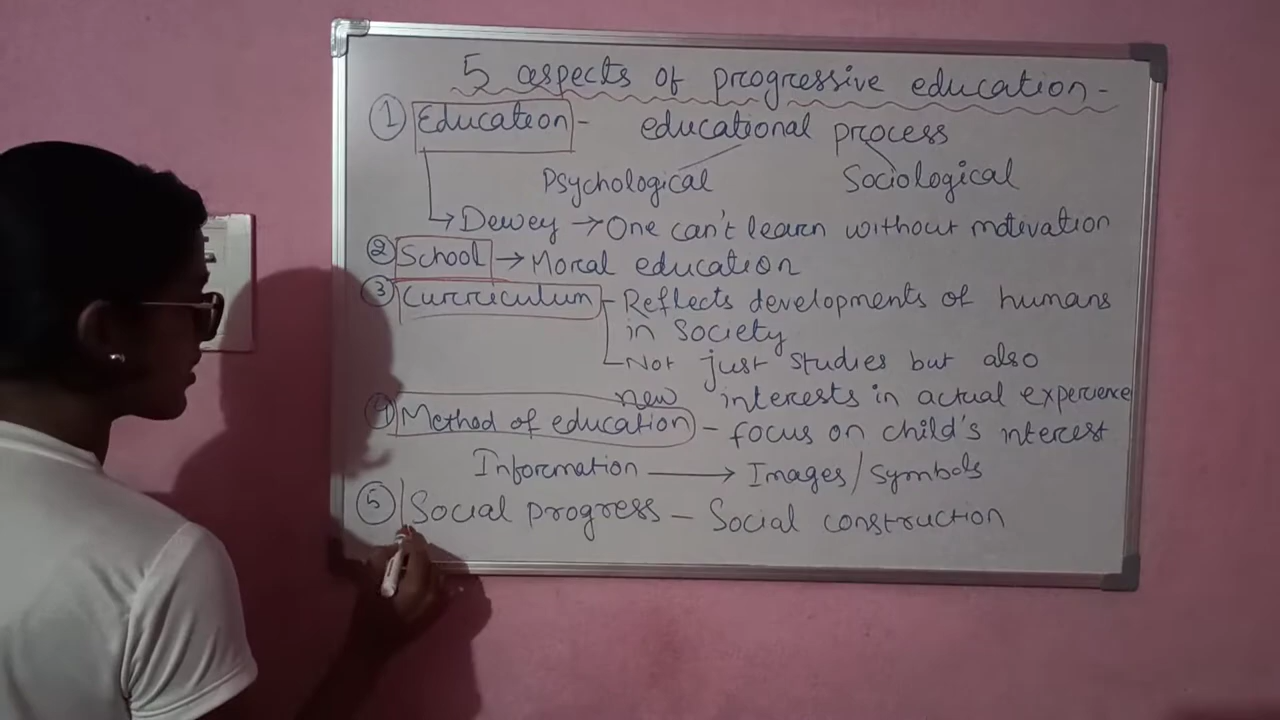 5 aspects of progressive education -
① Education - educational process
Psychological Sociological
→ Dewey → One can't learn without motivation
② School → Moral education
③ Curriculum - Reflects developments of humans
in Society
Not just studies but also
new interests in actual experience
④ Method of education - focus on child's interest
Information → Images/Symbols
⑤ Social progress - Social construction